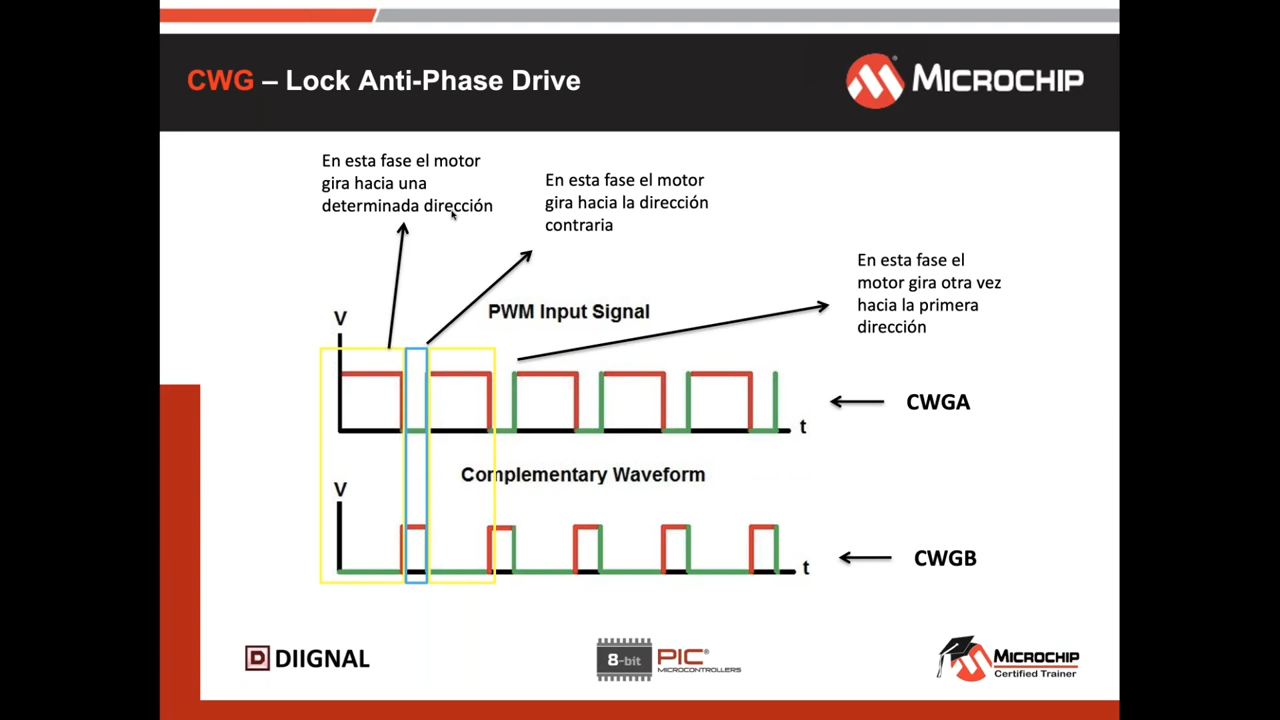 CWG – Lock Anti-Phase Drive
MICROCHIP
En esta fase el motor
gira hacia una
determinada dirección
En esta fase el motor
gira hacia la dirección
contraria
En esta fase el
motor gira otra vez
hacia la primera
dirección
V
PWM Input Signal
CWGA
t
Complementary Waveform
V
CWGB
t
D DIIGNAL
8-bit
PIC®
MICROCONTROLLERS
MICROCHIP
Certified Trainer